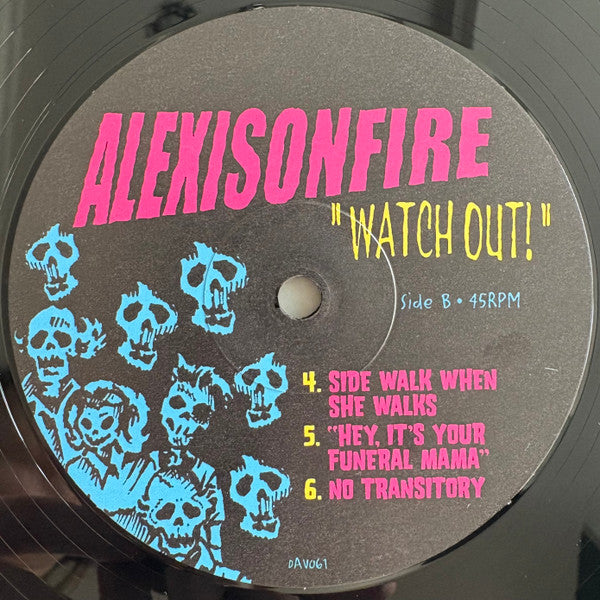 ALEXISONFIRE
"WATCH OUT!"
Side B • 45RPM
4. SIDE WALK WHEN
SHE WALKS
5. "HEY, IT'S YOUR
FUNERAL MAMA"
6. NO TRANSITORY
DAV061